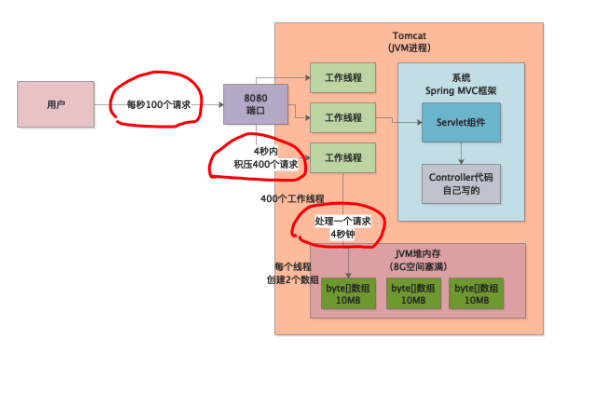 Tomcat
(JVM进程)
用户
每秒100个请求
8080
端口
工作线程
工作线程
工作线程
系统
Spring MVC框架
Servlet组件
Controller代码
自己写的
4秒内
积压400个请求
400个工作线程
处理一个请求
4秒钟
每个线程
创建2个数组
JVM堆内存
(8G空间塞满)
byte[]数组
10MB
byte[]数组
10MB
byte[]数组
10MB